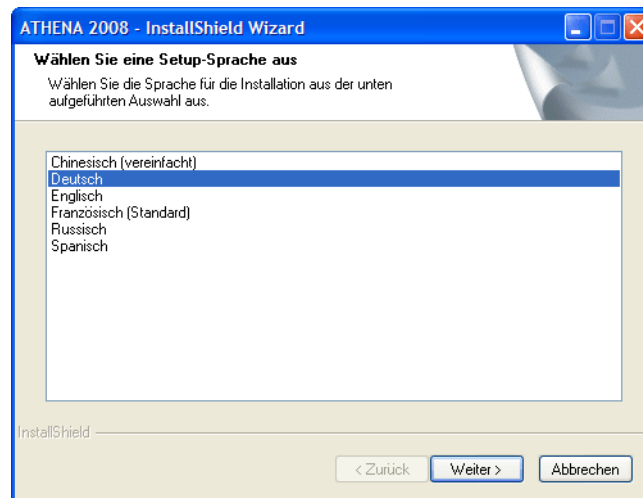 ATHENA 2008 - InstallShield Wizard
Wählen Sie eine Setup-Sprache aus
Wählen Sie die Sprache für die Installation aus der unten
aufgeführten Auswahl aus.
Chinesisch (vereinfacht)
Deutsch
Englisch
Französisch (Standard)
Russisch
Spanisch
InstallShield
< Zurück Weiter > Abbrechen